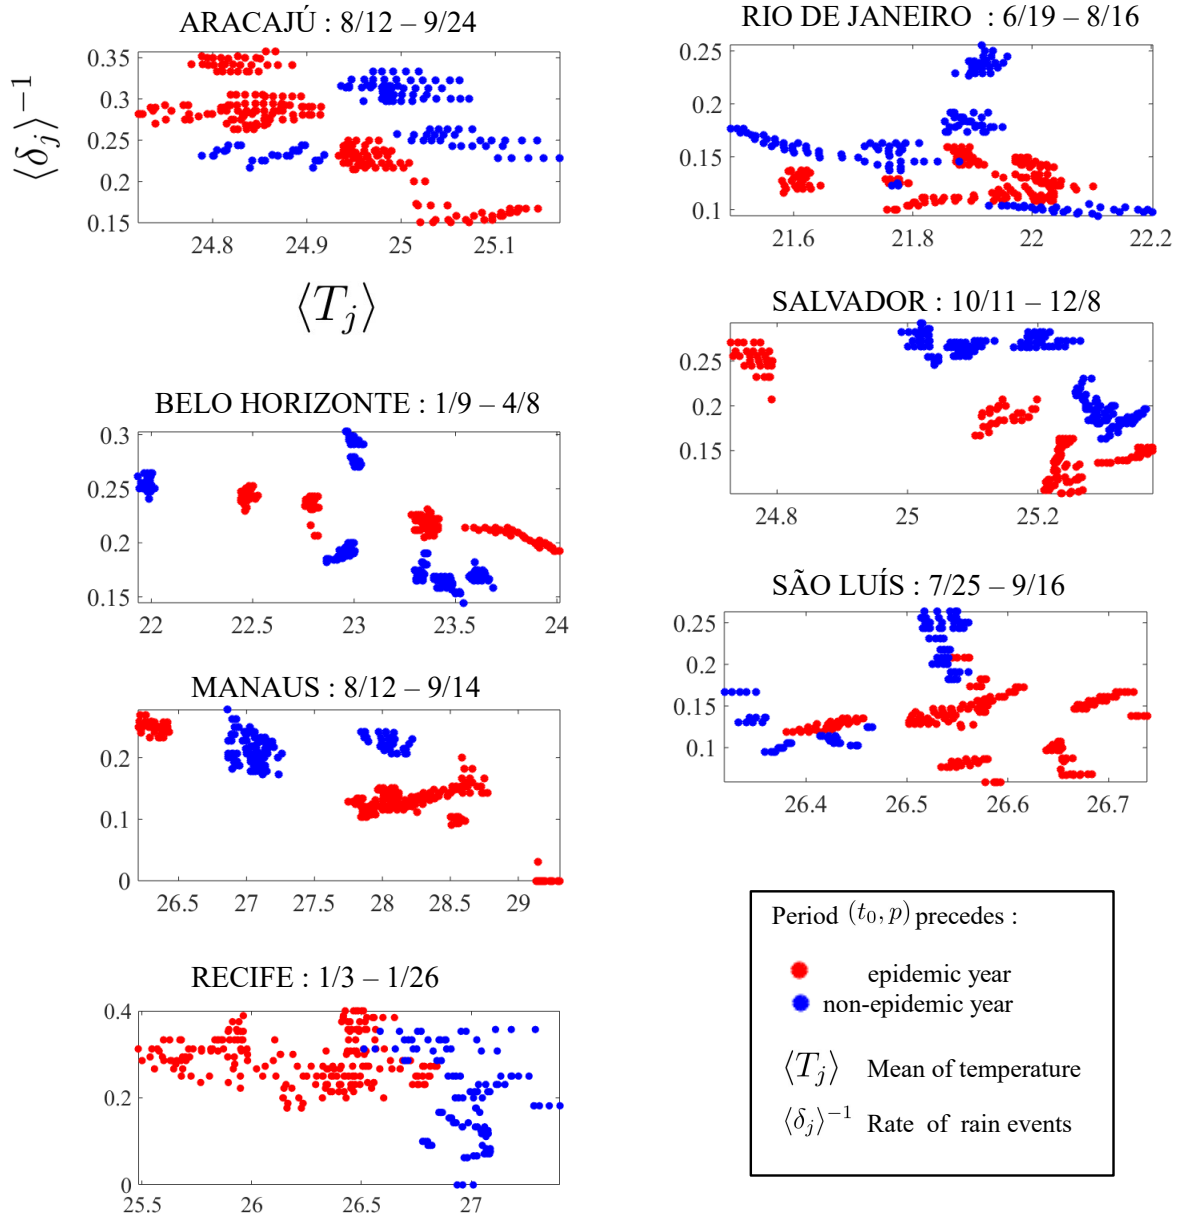 ARACAJÚ : 8/12 – 9/24
⟨δj⟩⁻¹
0.35
0.3
0.25
0.2
0.15
24.8 24.9 25 25.1
⟨Tj⟩
BELO HORIZONTE : 1/9 – 4/8
0.3
0.25
0.2
0.15
22 22.5 23 23.5 24
MANAUS : 8/12 – 9/14
0.2
0.1
0
26.5 27 27.5 28 28.5 29
RECIFE : 1/3 – 1/26
0.4
0.2
0
25.5 26 26.5 27
RIO DE JANEIRO : 6/19 – 8/16
0.25
0.2
0.15
0.1
21.6 21.8 22 22.2
SALVADOR : 10/11 – 12/8
0.25
0.2
0.15
24.8 25 25.2
SÃO LUÍS : 7/25 – 9/16
0.25
0.2
0.15
0.1
26.4 26.5 26.6 26.7
Period (t₀, p) precedes :
epidemic year
non-epidemic year
⟨Tj⟩ Mean of temperature
⟨δj⟩⁻¹ Rate of rain events